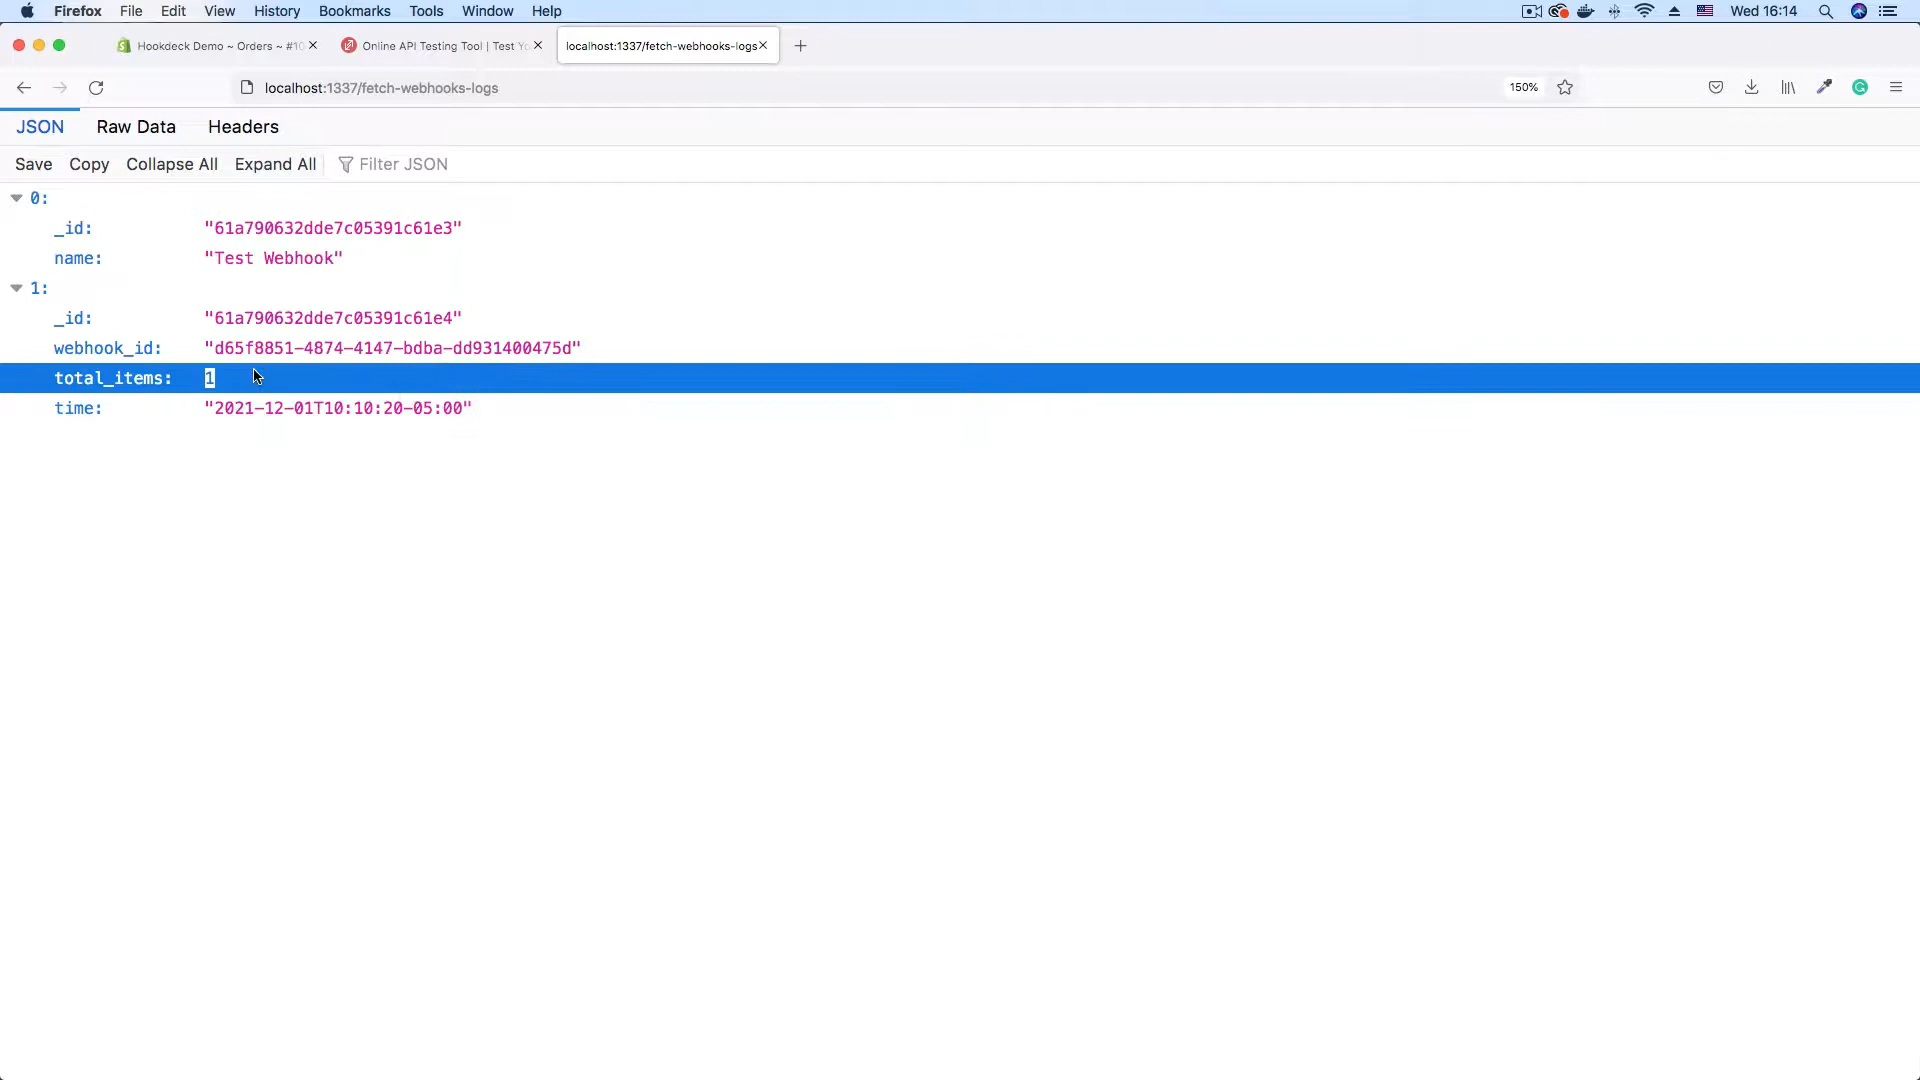 Firefox File Edit View History Bookmarks Tools Window Help Wed 16:14
Hookdeck Demo ~ Orders ~ #10 Online API Testing Tool | Test Yo localhost:1337/fetch-webhooks-logs
localhost:1337/fetch-webhooks-logs 150%
JSON Raw Data Headers
Save Copy Collapse All Expand All Filter JSON
0:
_id: "61a790632dde7c05391c61e3"
name: "Test Webhook"
1:
_id: "61a790632dde7c05391c61e4"
webhook_id: "d65f8851-4874-4147-bdba-dd931400475d"
total_items: 1
time: "2021-12-01T10:10:20-05:00"